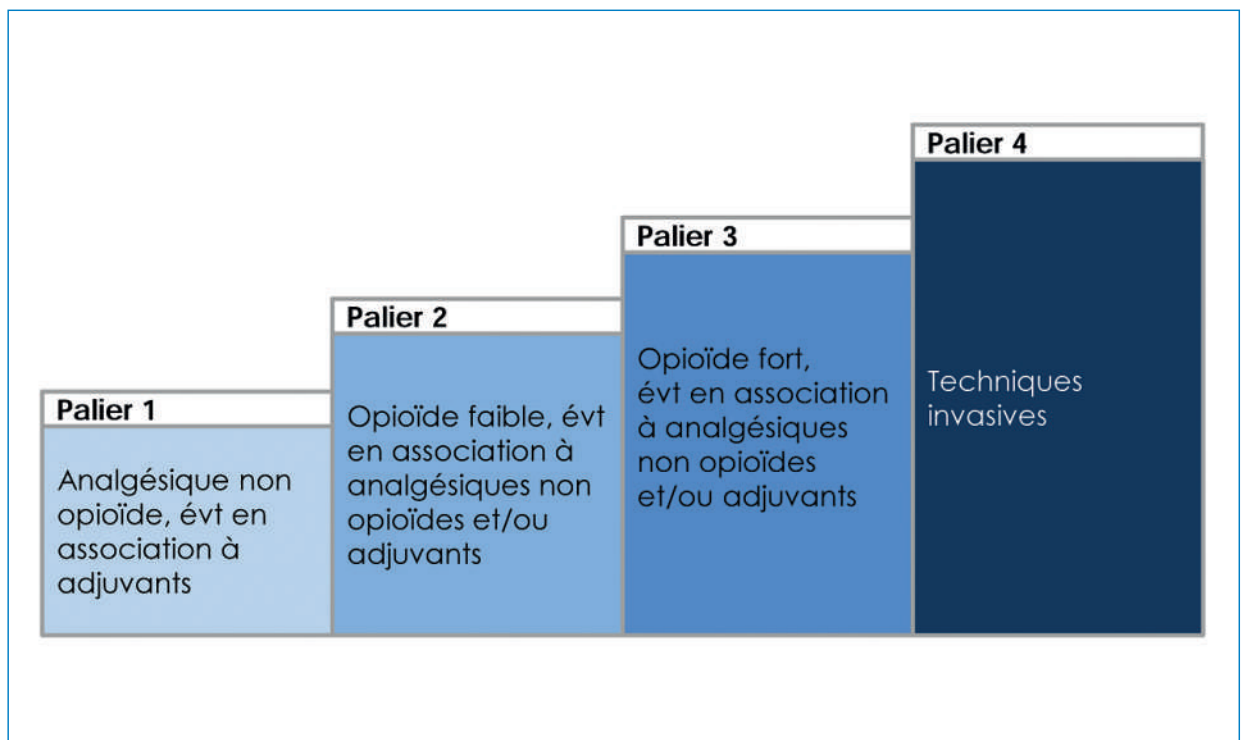 Palier 1
Analgésique non
opioïde, évt en
association à
adjuvants
Palier 2
Opioïde faible, évt
en association à
analgésiques non
opioïdes et/ou
adjuvants
Palier 3
Opioïde fort,
évt en association
à analgésiques
non opioïdes
et/ou adjuvants
Palier 4
Techniques
invasives